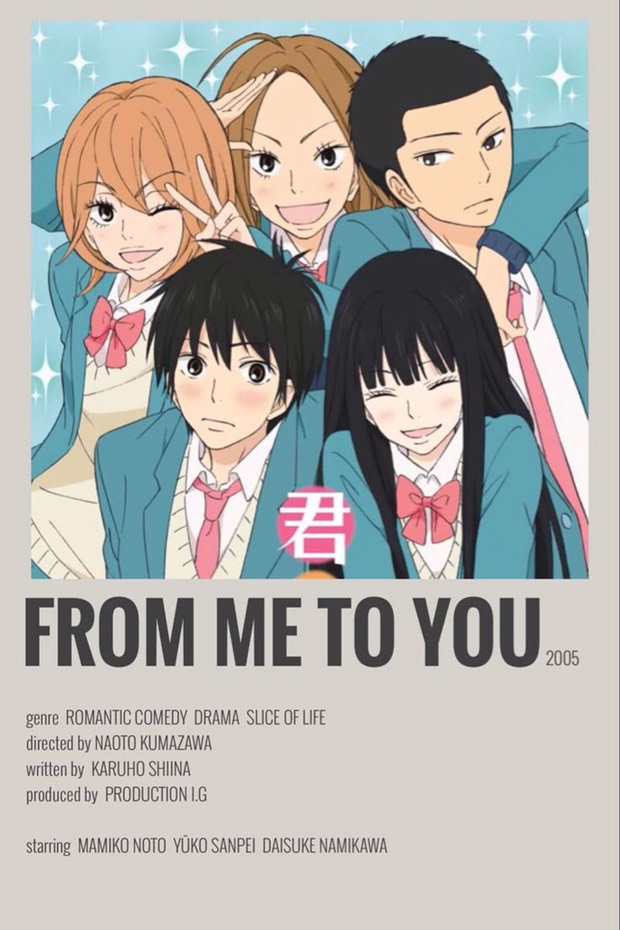 君
FROM ME TO YOU 2005
genre ROMANTIC COMEDY DRAMA SLICE OF LIFE
directed by NAOTO KUMAZAWA
written by KARUHO SHIINA
produced by PRODUCTION I.G
starring MAMIKO NOTO YŪKO SANPEI DAISUKE NAMIKAWA